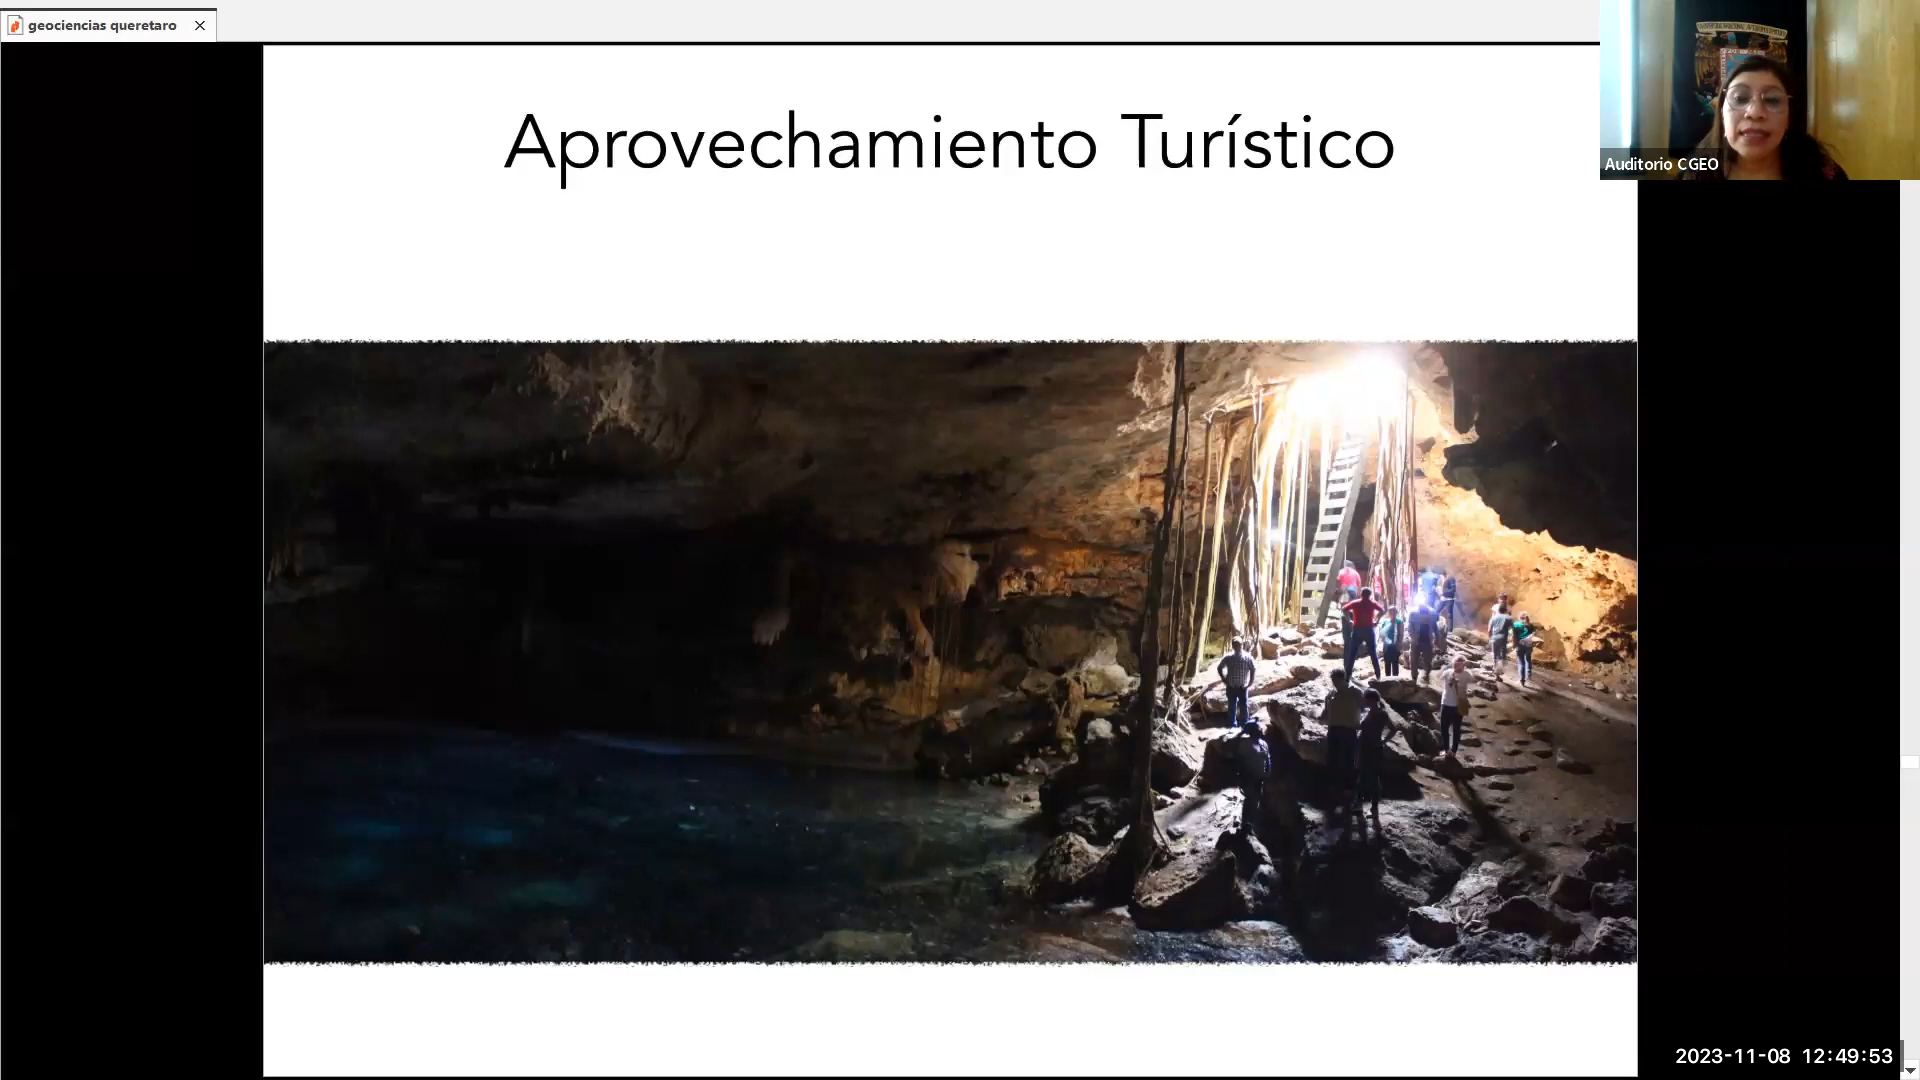 geociencias queretaro
Aprovechamiento Turístico
Auditorio CGEO
2023-11-08 12:49:53